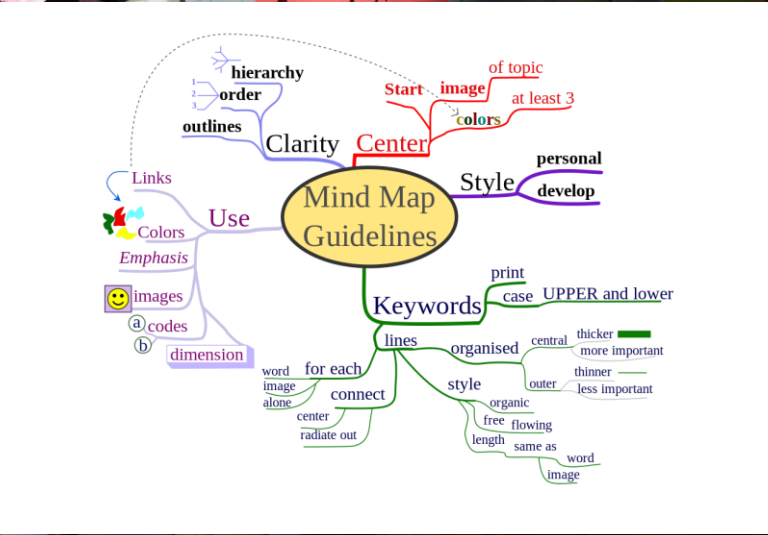 Mind Map
Guidelines
Center
Start
image
of topic
colors
at least 3
Style
personal
develop
Keywords
print
case
UPPER and lower
lines
organised
central
thicker
more important
outer
thinner
less important
style
organic
free
flowing
length
same as
word
image
connect
center
radiate out
for each
word
image
alone
Use
Links
Colors
Emphasis
images
codes
a
b
dimension
Clarity
hierarchy
order
1
2
3
outlines